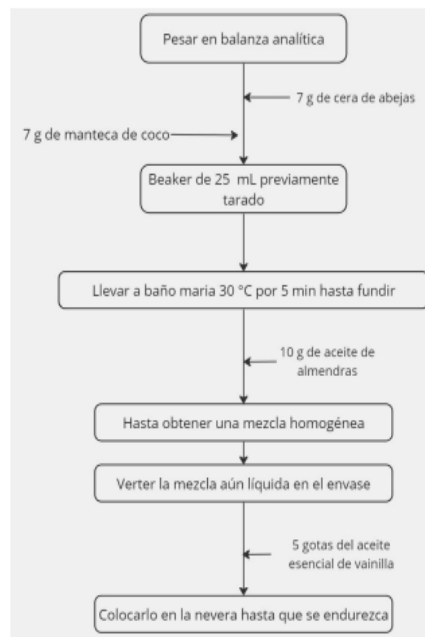 Pesar en balanza analítica
7 g de cera de abejas
7 g de manteca de coco
Beaker de 25 mL previamente
tarado
Llevar a baño maria 30 °C por 5 min hasta fundir
10 g de aceite de
almendras
Hasta obtener una mezcla homogénea
Verter la mezcla aún líquida en el envase
5 gotas del aceite
esencial de vainilla
Colocarlo en la nevera hasta que se endurezca